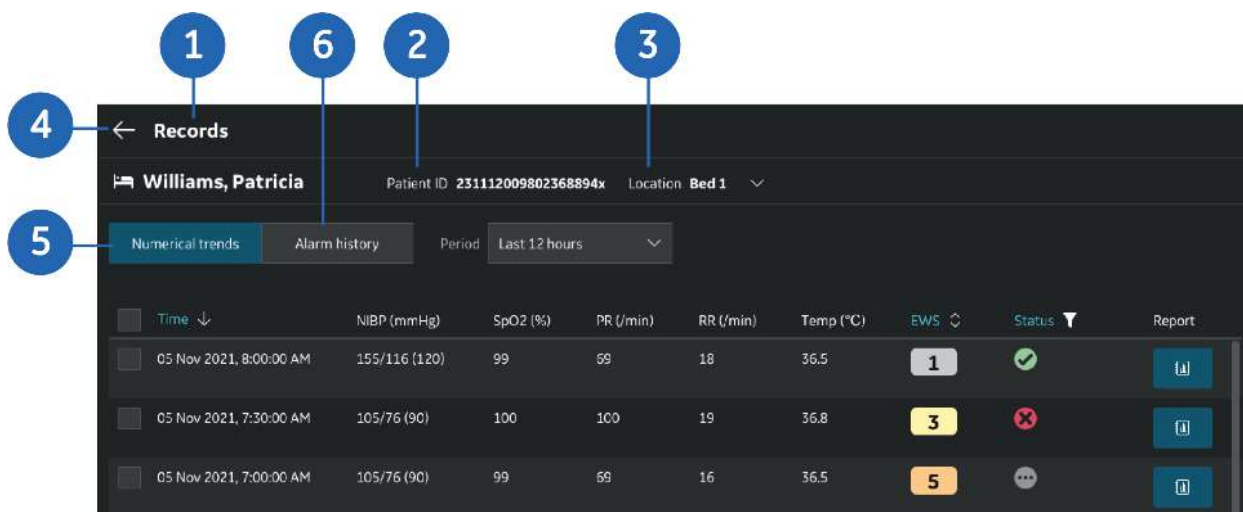 1 6 2 3
4 Records
Williams, Patricia Patient ID 231112009802368894x Location Bed 1
5 Numerical trends Alarm history Period Last 12 hours
Time NIBP (mmHg) SpO2 (%) PR (/min) RR (/min) Temp (°C) EWS Status Report
05 Nov 2021, 8:00:00 AM 155/116 (120) 99 69 18 36.5 1
05 Nov 2021, 7:30:00 AM 105/76 (90) 100 100 19 36.8 3
05 Nov 2021, 7:00:00 AM 105/76 (90) 99 69 16 36.5 5